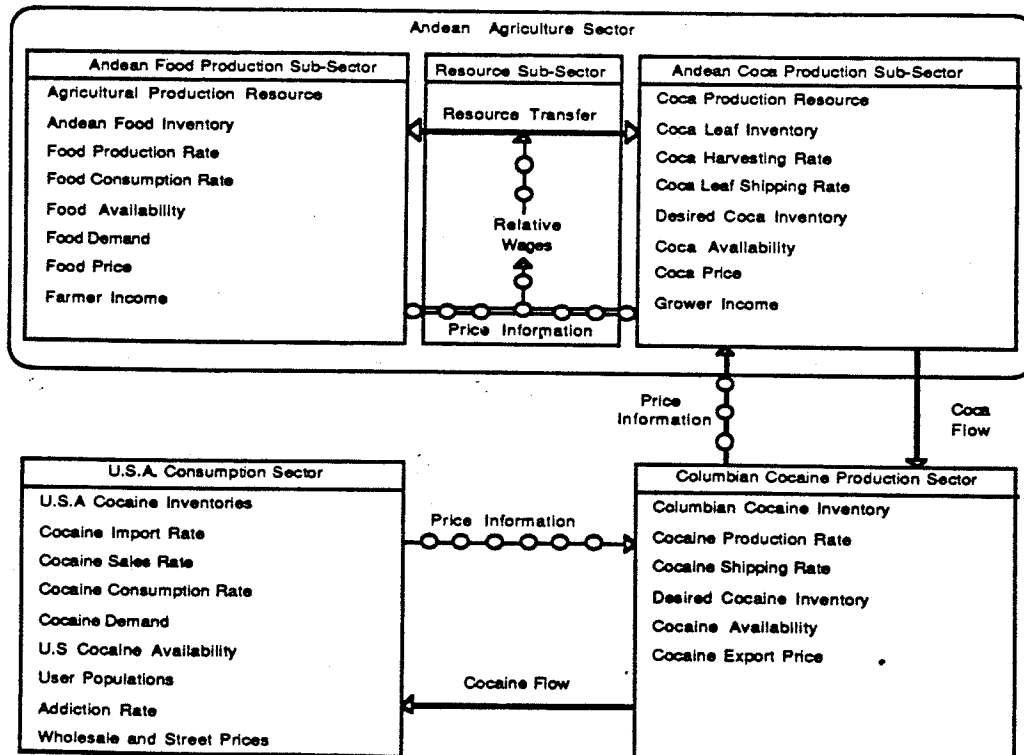 Andean Agriculture Sector
Andean Food Production Sub-Sector
Agricultural Production Resource
Andean Food Inventory
Food Production Rate
Food Consumption Rate
Food Availability
Food Demand
Food Price
Farmer Income
Resource Sub-Sector
Resource Transfer
Relative
Wages
Price Information
Andean Coca Production Sub-Sector
Coca Production Resource
Coca Leaf Inventory
Coca Harvesting Rate
Coca Leaf Shipping Rate
Desired Coca Inventory
Coca Availability
Coca Price
Grower Income
Price
Information
Coca
Flow
U.S.A. Consumption Sector
U.S.A Cocaine Inventories
Cocaine Import Rate
Cocaine Sales Rate
Cocaine Consumption Rate
Cocaine Demand
U.S Cocaine Availability
User Populations
Addiction Rate
Wholesale and Street Prices
Price Information
Cocaine Flow
Columbian Cocaine Production Sector
Columbian Cocaine Inventory
Cocaine Production Rate
Cocaine Shipping Rate
Desired Cocaine Inventory
Cocaine Availability
Cocaine Export Price